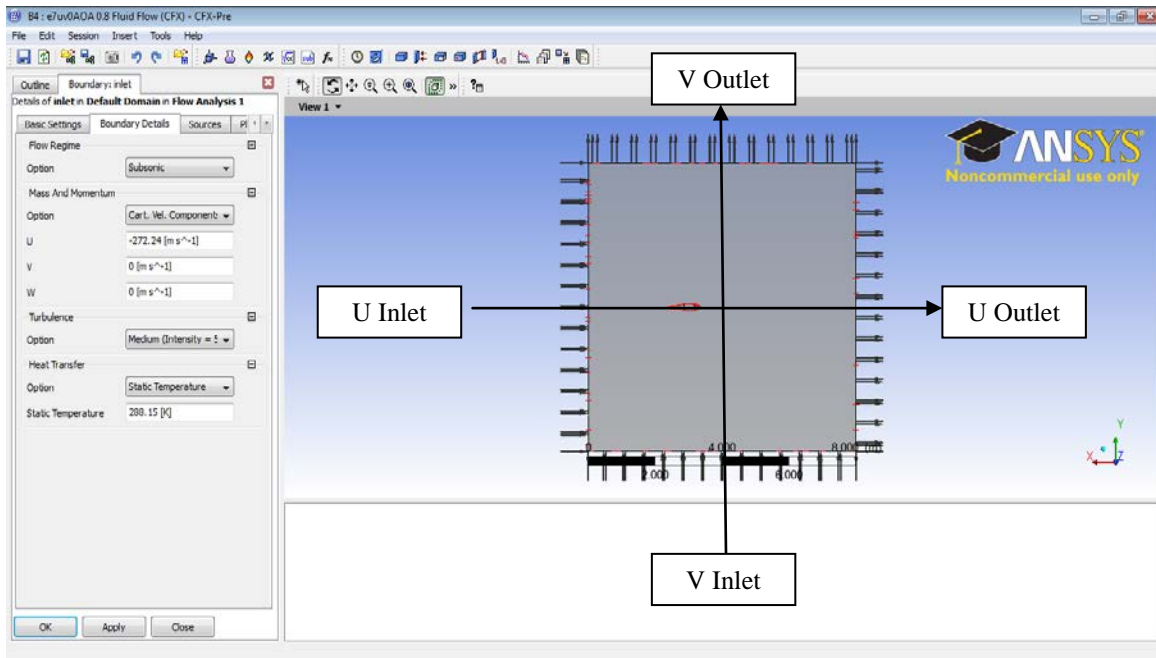 B4 : e7uv0AOA 0.8 Fluid Flow (CFX) - CFX-Pre
File Edit Session Insert Tools Help
Outline Boundary: inlet
Details of inlet in Default Domain in Flow Analysis 1
Basic Settings Boundary Details Sources Pl
Flow Regime
Option Subsonic
Mass And Momentum
Option Cart. Vel. Component:
U -272.24 [m s^-1]
V 0 [m s^-1]
W 0 [m s^-1]
Turbulence
Option Medium (Intensity = 5
Heat Transfer
Option Static Temperature
Static Temperature 288.15 [K]
OK Apply Close
View 1
V Outlet
ANSYS
Noncommercial use only
U Inlet
U Outlet
0 4.000 8.000 (m)
2.000 6.000
Y
X Z
V Inlet